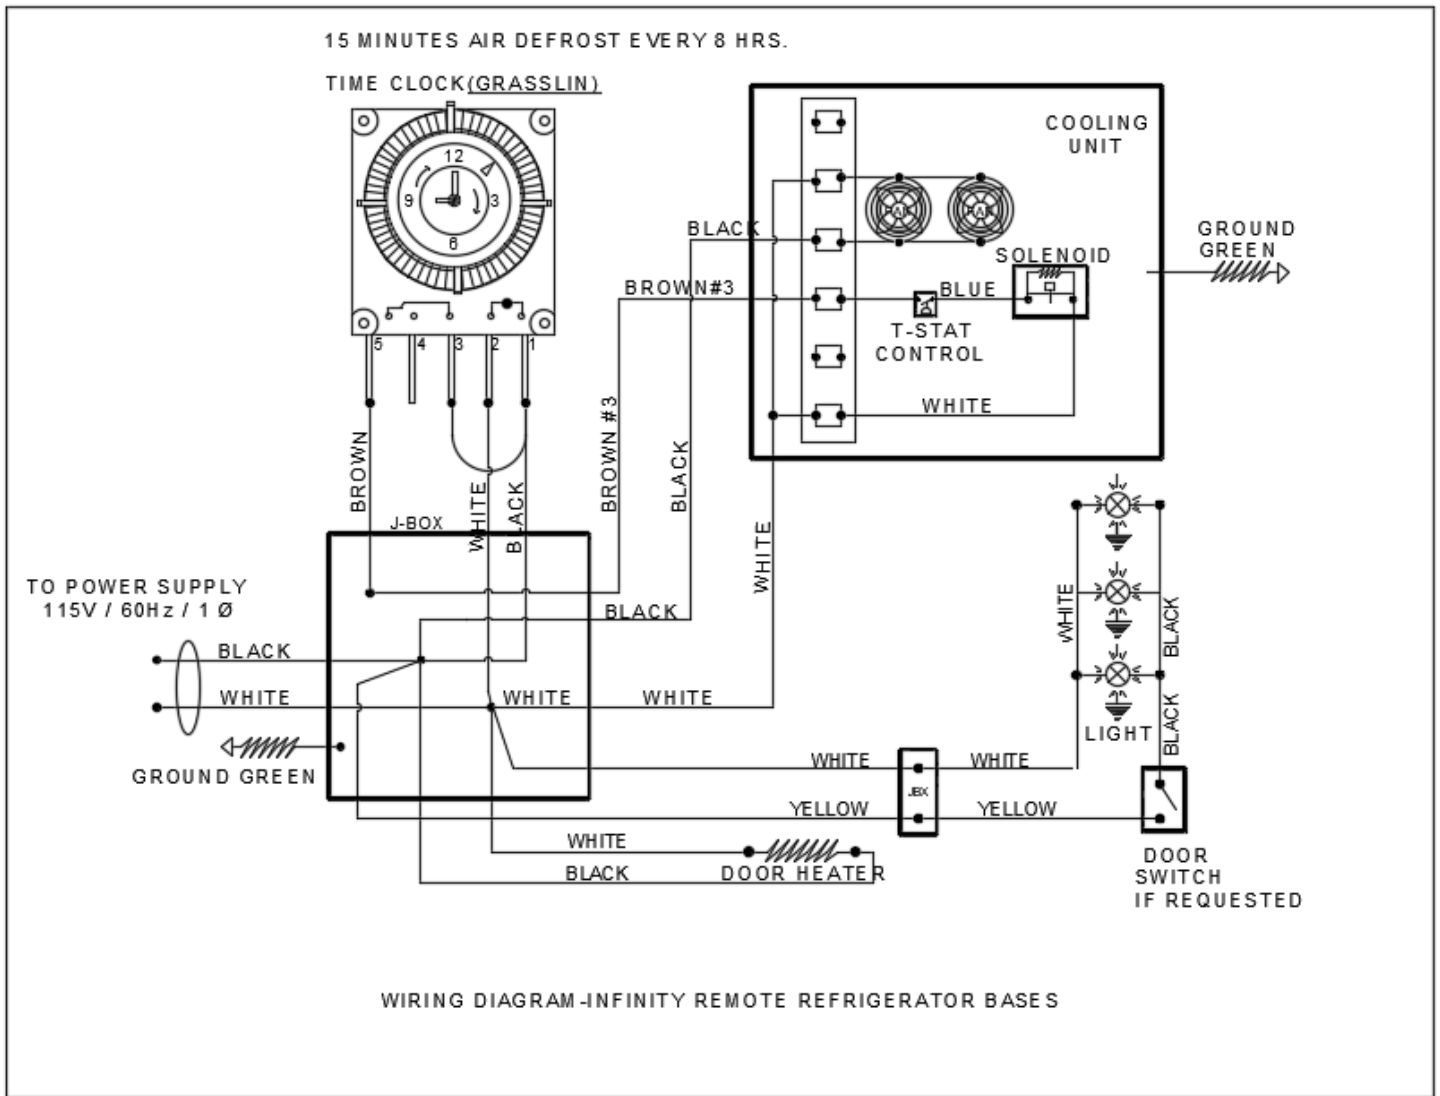 15 MINUTES AIR DEFROST EVERY 8 HRS.
TIME CLOCK(GRASSLIN)
12
9
3
6
5
4
3
2
1
COOLING
UNIT
FAN
FAN
BLACK
SOLENOID
GROUND
GREEN
BROWN#3
BLUE
T-STAT
CONTROL
WHITE
BROWN
WHITE
BLACK
BROWN #3
BLACK
WHITE
J-BOX
TO POWER SUPPLY
115V / 60Hz / 1 Ø
BLACK
BLACK
WHITE
WHITE
WHITE
GROUND GREEN
WHITE
BLACK
BLACK
LIGHT
WHITE
WHITE
JBX
YELLOW
YELLOW
WHITE
BLACK
DOOR HEATER
DOOR
SWITCH
IF REQUESTED
WIRING DIAGRAM-INFINITY REMOTE REFRIGERATOR BASES